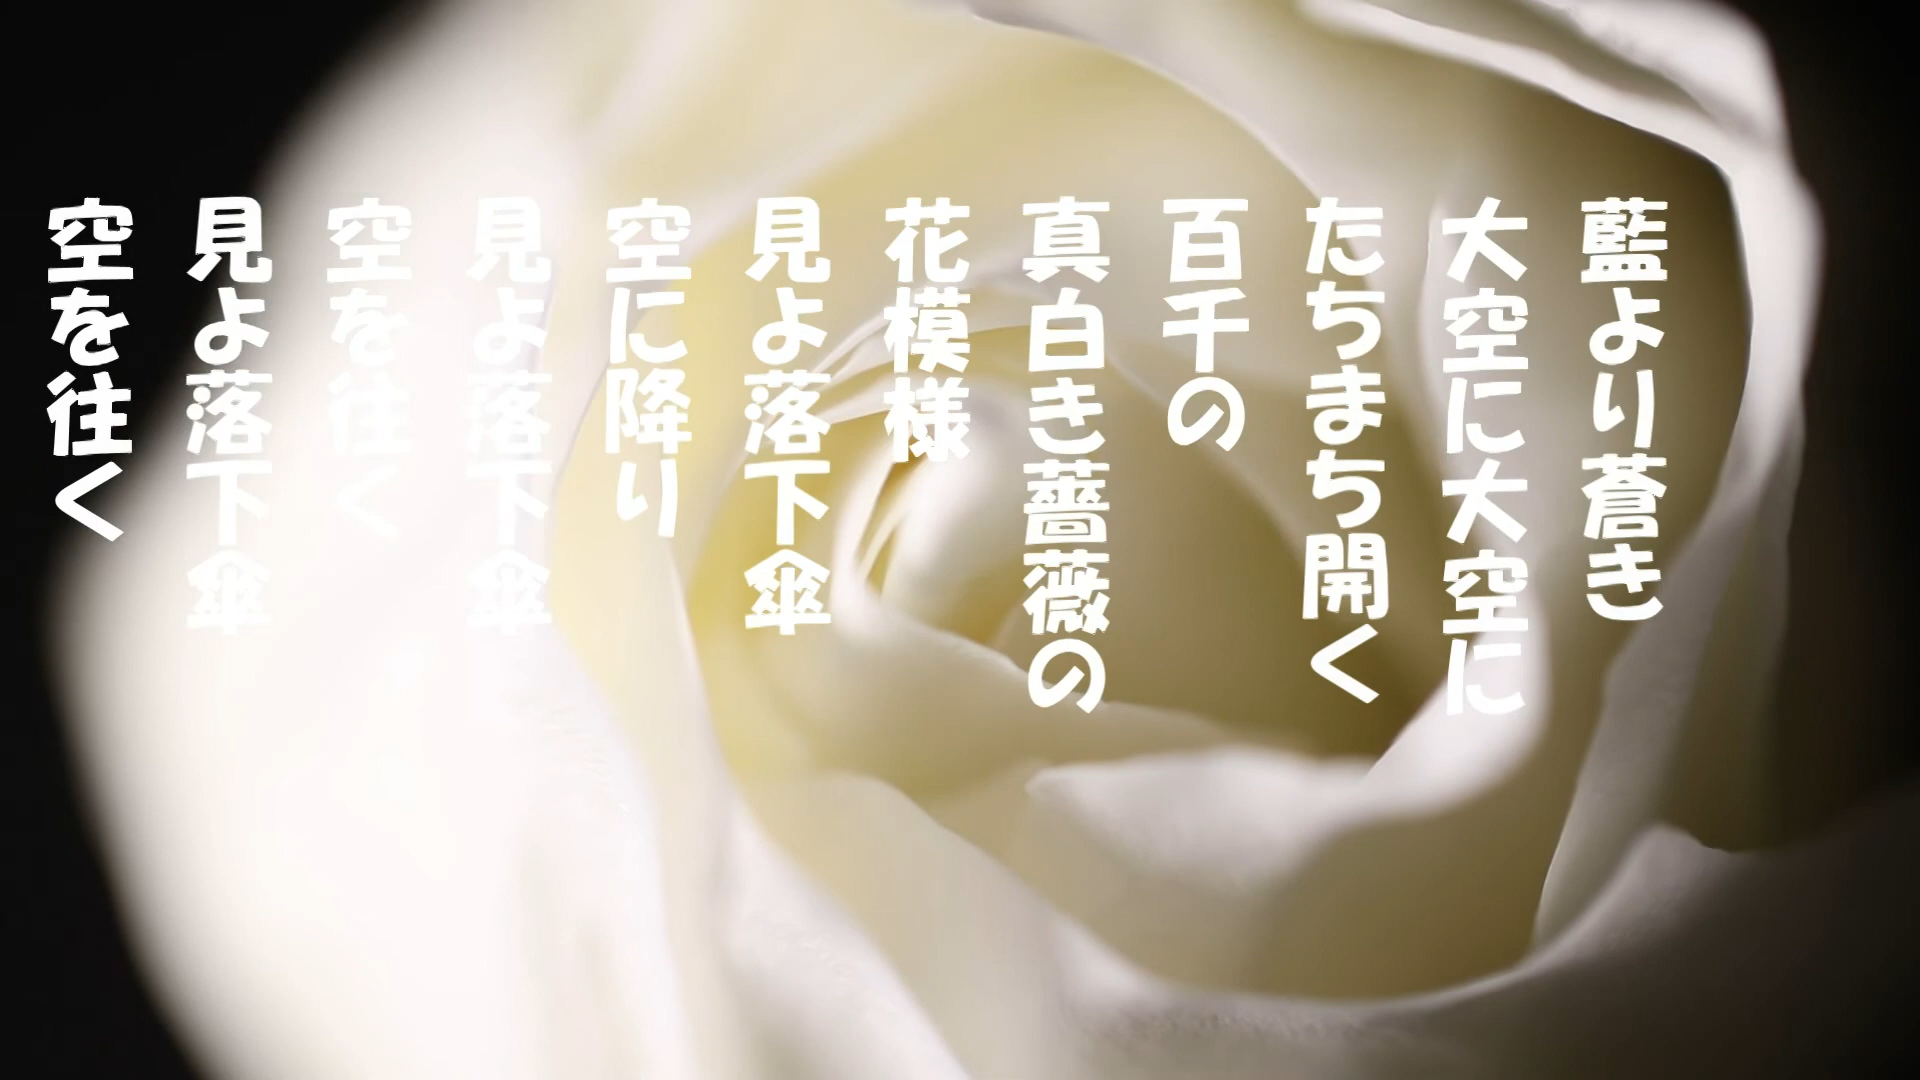 藍より蒼き
大空に大空に
たちまち開く
百千の
真白き薔薇の
花模様
見よ落下傘
空に降り
見よ落下傘
空を往く
見よ落下傘
空を往く